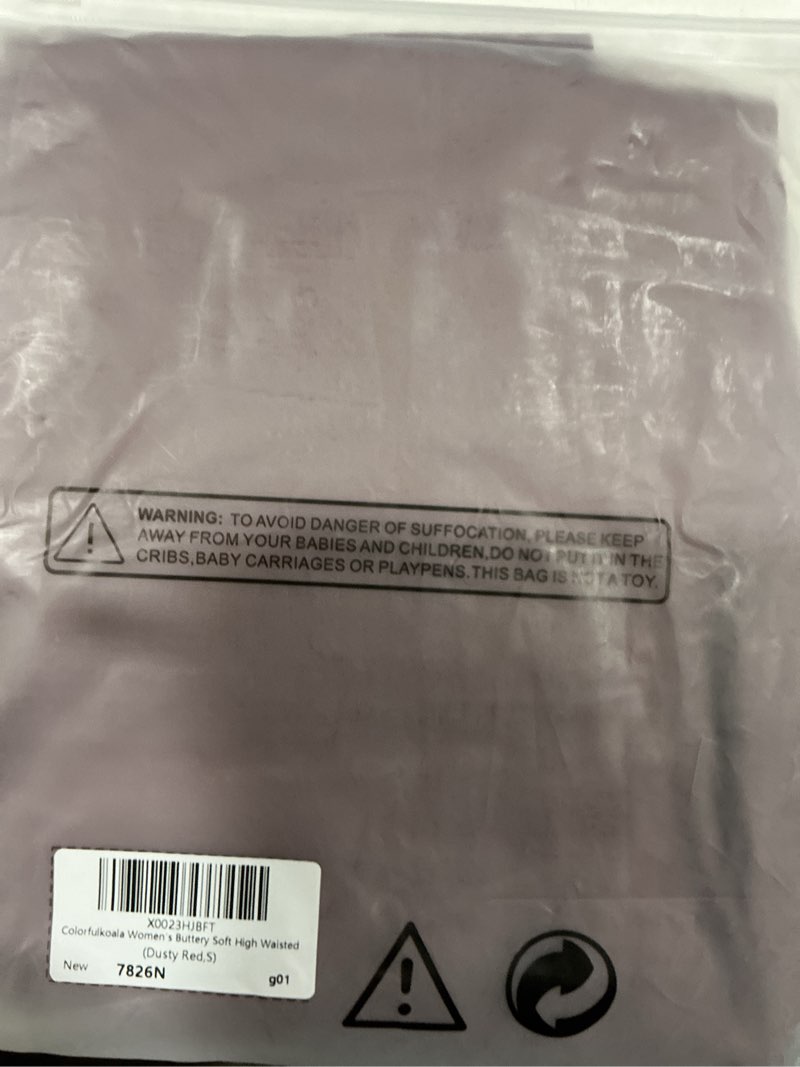 WARNING: TO AVOID DANGER OF SUFFOCATION, PLEASE KEEP
AWAY FROM YOUR BABIES AND CHILDREN,DO NOT PUT IT IN THE
CRIBS,BABY CARRIAGES OR PLAYPENS.THIS BAG IS NOT A TOY.
X0023HJBFT
Colorfulkoala Women's Buttery Soft High Waisted
(Dusty Red,S)
New 7826N g01